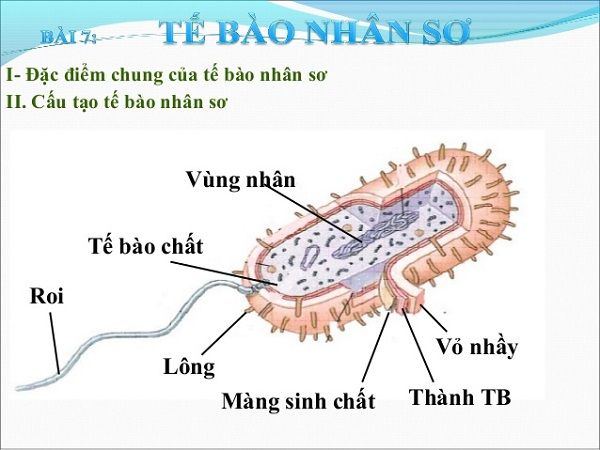 BÀI 7: TẾ BÀO NHÂN SƠ
I- Đặc điểm chung của tế bào nhân sơ
II. Cấu tạo tế bào nhân sơ
Vùng nhân
Tế bào chất
Roi
Lông
Vỏ nhầy
Màng sinh chất
Thành TB